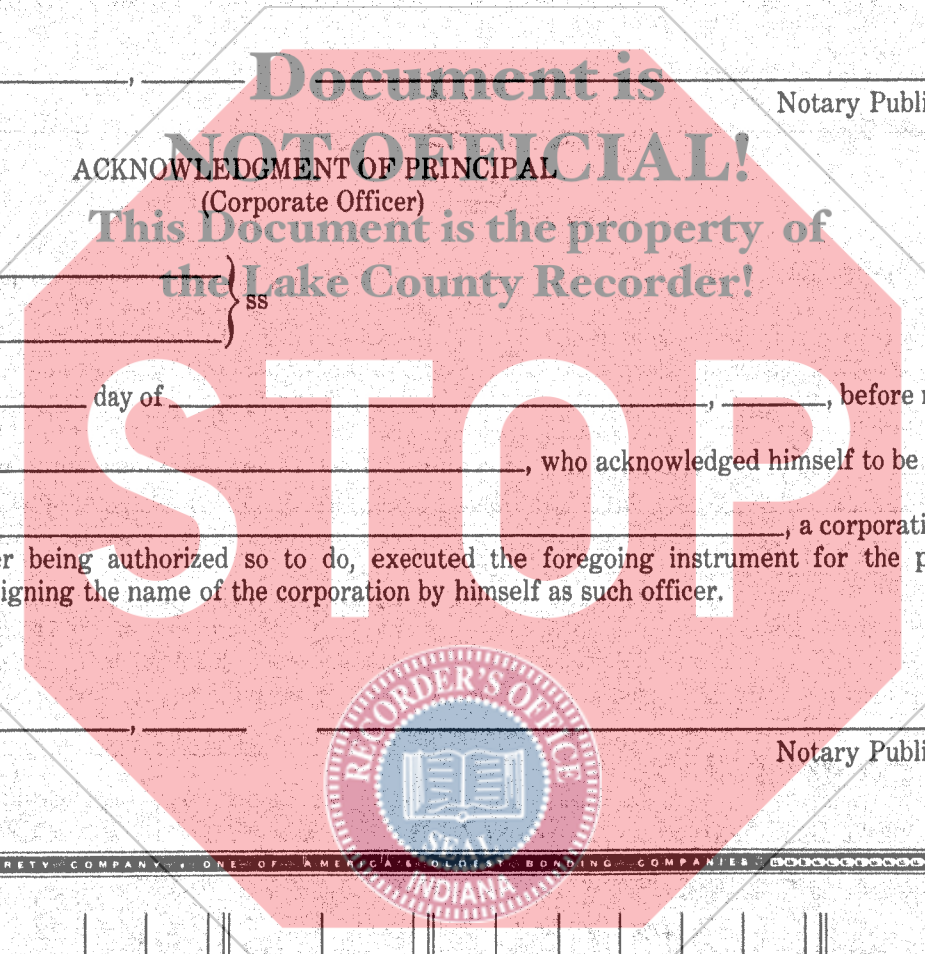 Document is
Notary Publi
NOT OFFICIAL!
ACKNOWLEDGMENT OF PRINCIPAL
(Corporate Officer)
This Document is the property of
the Lake County Recorder!
ss
STOP
day of , , before
, who acknowledged himself to be
, a corporati
er being authorized so to do, executed the foregoing instrument for the p
igning the name of the corporation by himself as such officer.
RECORDER'S OFFICE
SEAL
INDIANA
,
Notary Publi
RETY COMPANY ONE OF AMERICA'S OLDEST BONDING COMPANIES